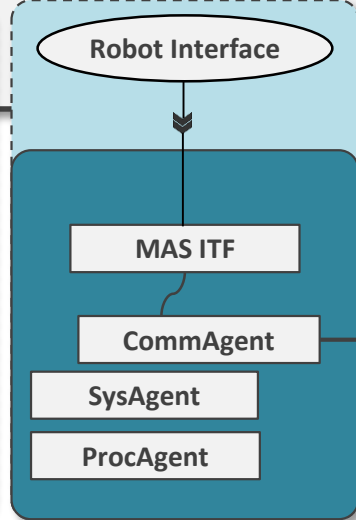 Robot Interface
MAS ITF
CommAgent
SysAgent
ProcAgent